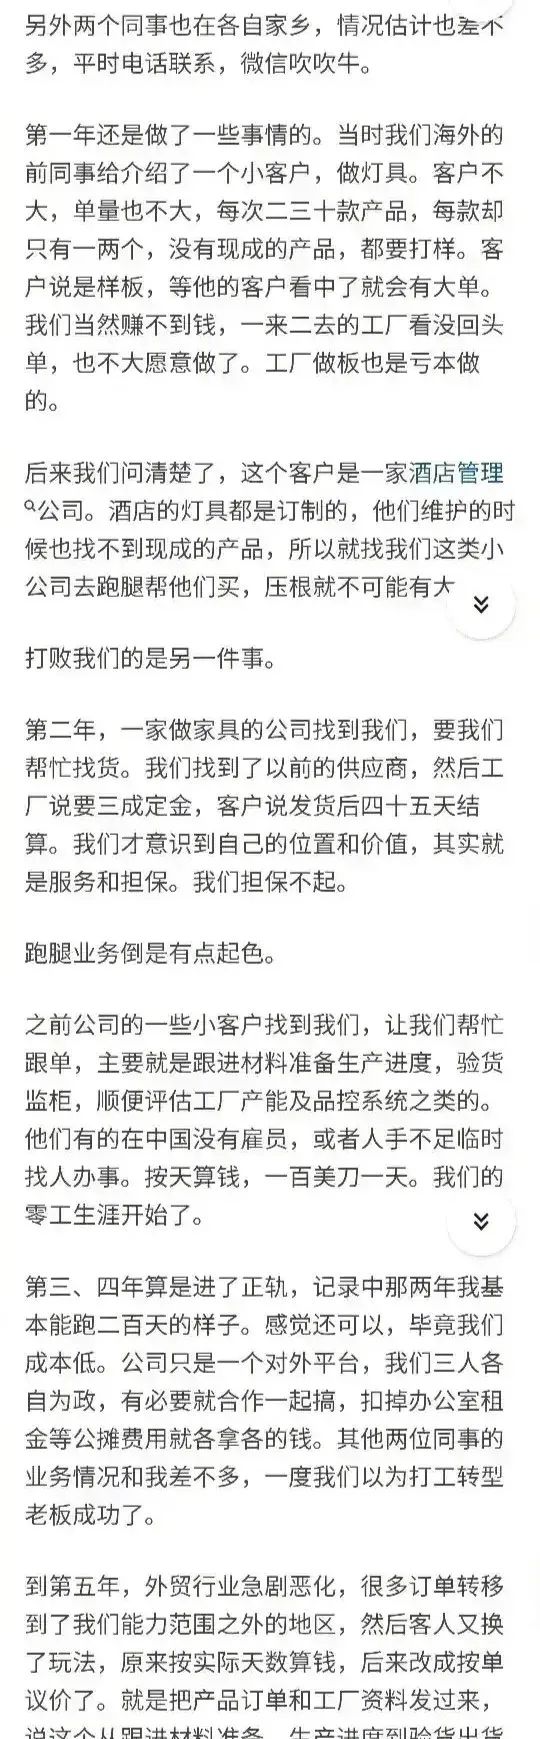 另外两个同事也在各自家乡，情况估计也差不
多，平时电话联系，微信吹吹牛。
第一年还是做了一些事情的。当时我们海外的
前同事给介绍了一个小客户，做灯具。客户不
大，单量也不大，每次二三十款产品，每款却
只有一两个，没有现成的产品，都要打样。客
户说是样板，等他的客户看中了就会有大单。
我们当然赚不到钱，一来二去的工厂看没回头
单，也不大愿意做了。工厂做板也是亏本做
的。
后来我们问清楚了，这个客户是一家酒店管理
公司。酒店的灯具都是订制的，他们维护的时
候也找不到现成的产品，所以就找我们这类小
公司去跑腿帮他们买，压根就不可能有大
打败我们的是另一件事。
第二年，一家做家具的公司找到我们，要我们
帮忙找货。我们找到了以前的供应商，然后工
厂说要三成定金，客户说发货后四十五天结
算。我们才意识到自己的位置和价值，其实就
是服务和担保。我们担保不起。
跑腿业务倒是有点起色。
之前公司的一些小客户找到我们，让我们帮忙
跟单，主要就是跟进材料准备生产进度，验货
监柜，顺便评估工厂产能及品控系统之类的。
他们有的在中国没有雇员，或者人手不足临时
找人办事。按天算钱，一百美刀一天。我们的
零工生涯开始了。
第三、四年算是进了正轨，记录中那两年我基
本能跑二百天的样子。感觉还可以，毕竟我们
成本低。公司只是一个对外平台，我们三人各
自为政，有必要就合作一起搞，扣掉办公室租
金等公摊费用就各拿各的钱。其他两位同事的
业务情况和我差不多，一度我们以为打工转型
老板成功了。
到第五年，外贸行业急剧恶化，很多订单转移
到了我们能力范围之外的地区，然后客人又换
了玩法，原来按实际天数算钱，后来改成按单
议价了。就是把产品订单和工厂资料发过来，
说这个从跟进材料准备、生产进度到验货出货